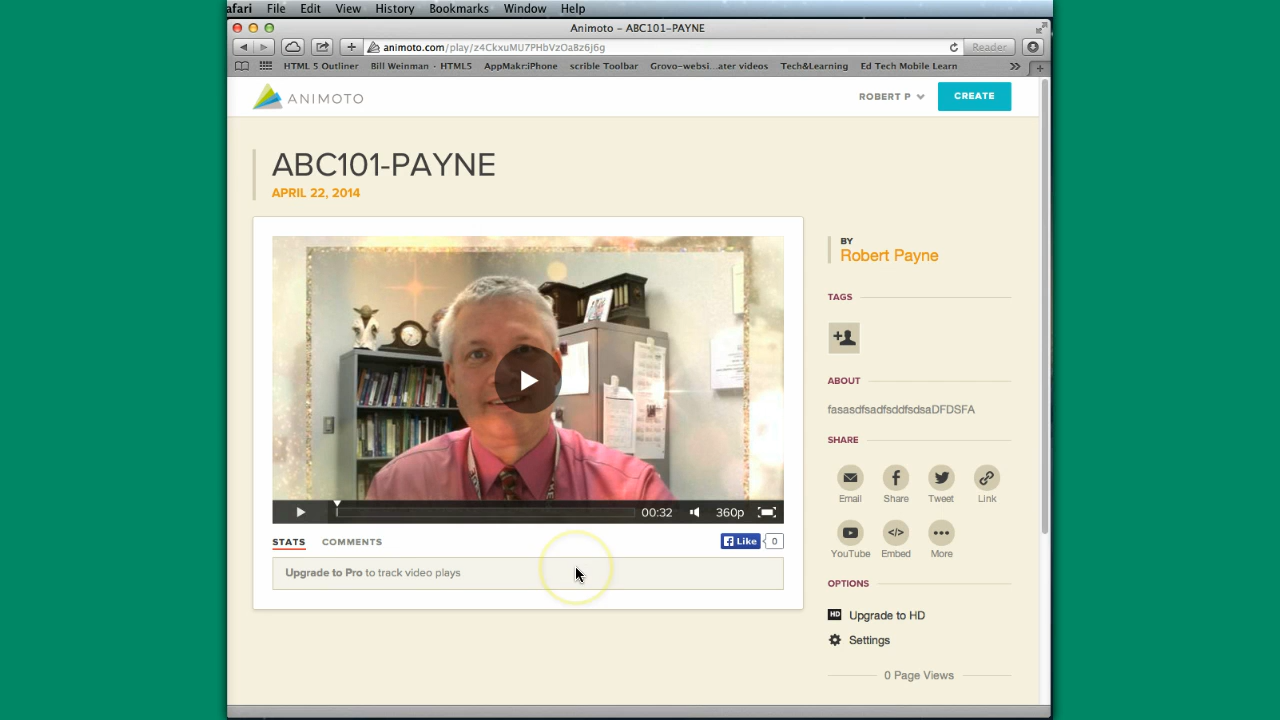 afari File Edit View History Bookmarks Window Help
Animoto – ABC101-PAYNE
animoto.com/play/z4CkxuMU7PHbVzOa8z6j6g Reader
HTML 5 Outliner Bill Weinman - HTML5 AppMakr:iPhone scrible Toolbar Grovo-websi...ater videos Tech&Learning Ed Tech Mobile Learn
ANIMOTO ROBERT P CREATE
ABC101-PAYNE
APRIL 22, 2014
00:32 360p
STATS COMMENTS Like 0
Upgrade to Pro to track video plays
BY
Robert Payne
TAGS
ABOUT
fasasdfsadfsddfsdsaDFDSFA
SHARE
Email Share Tweet Link
YouTube Embed More
OPTIONS
HD Upgrade to HD
Settings
0 Page Views